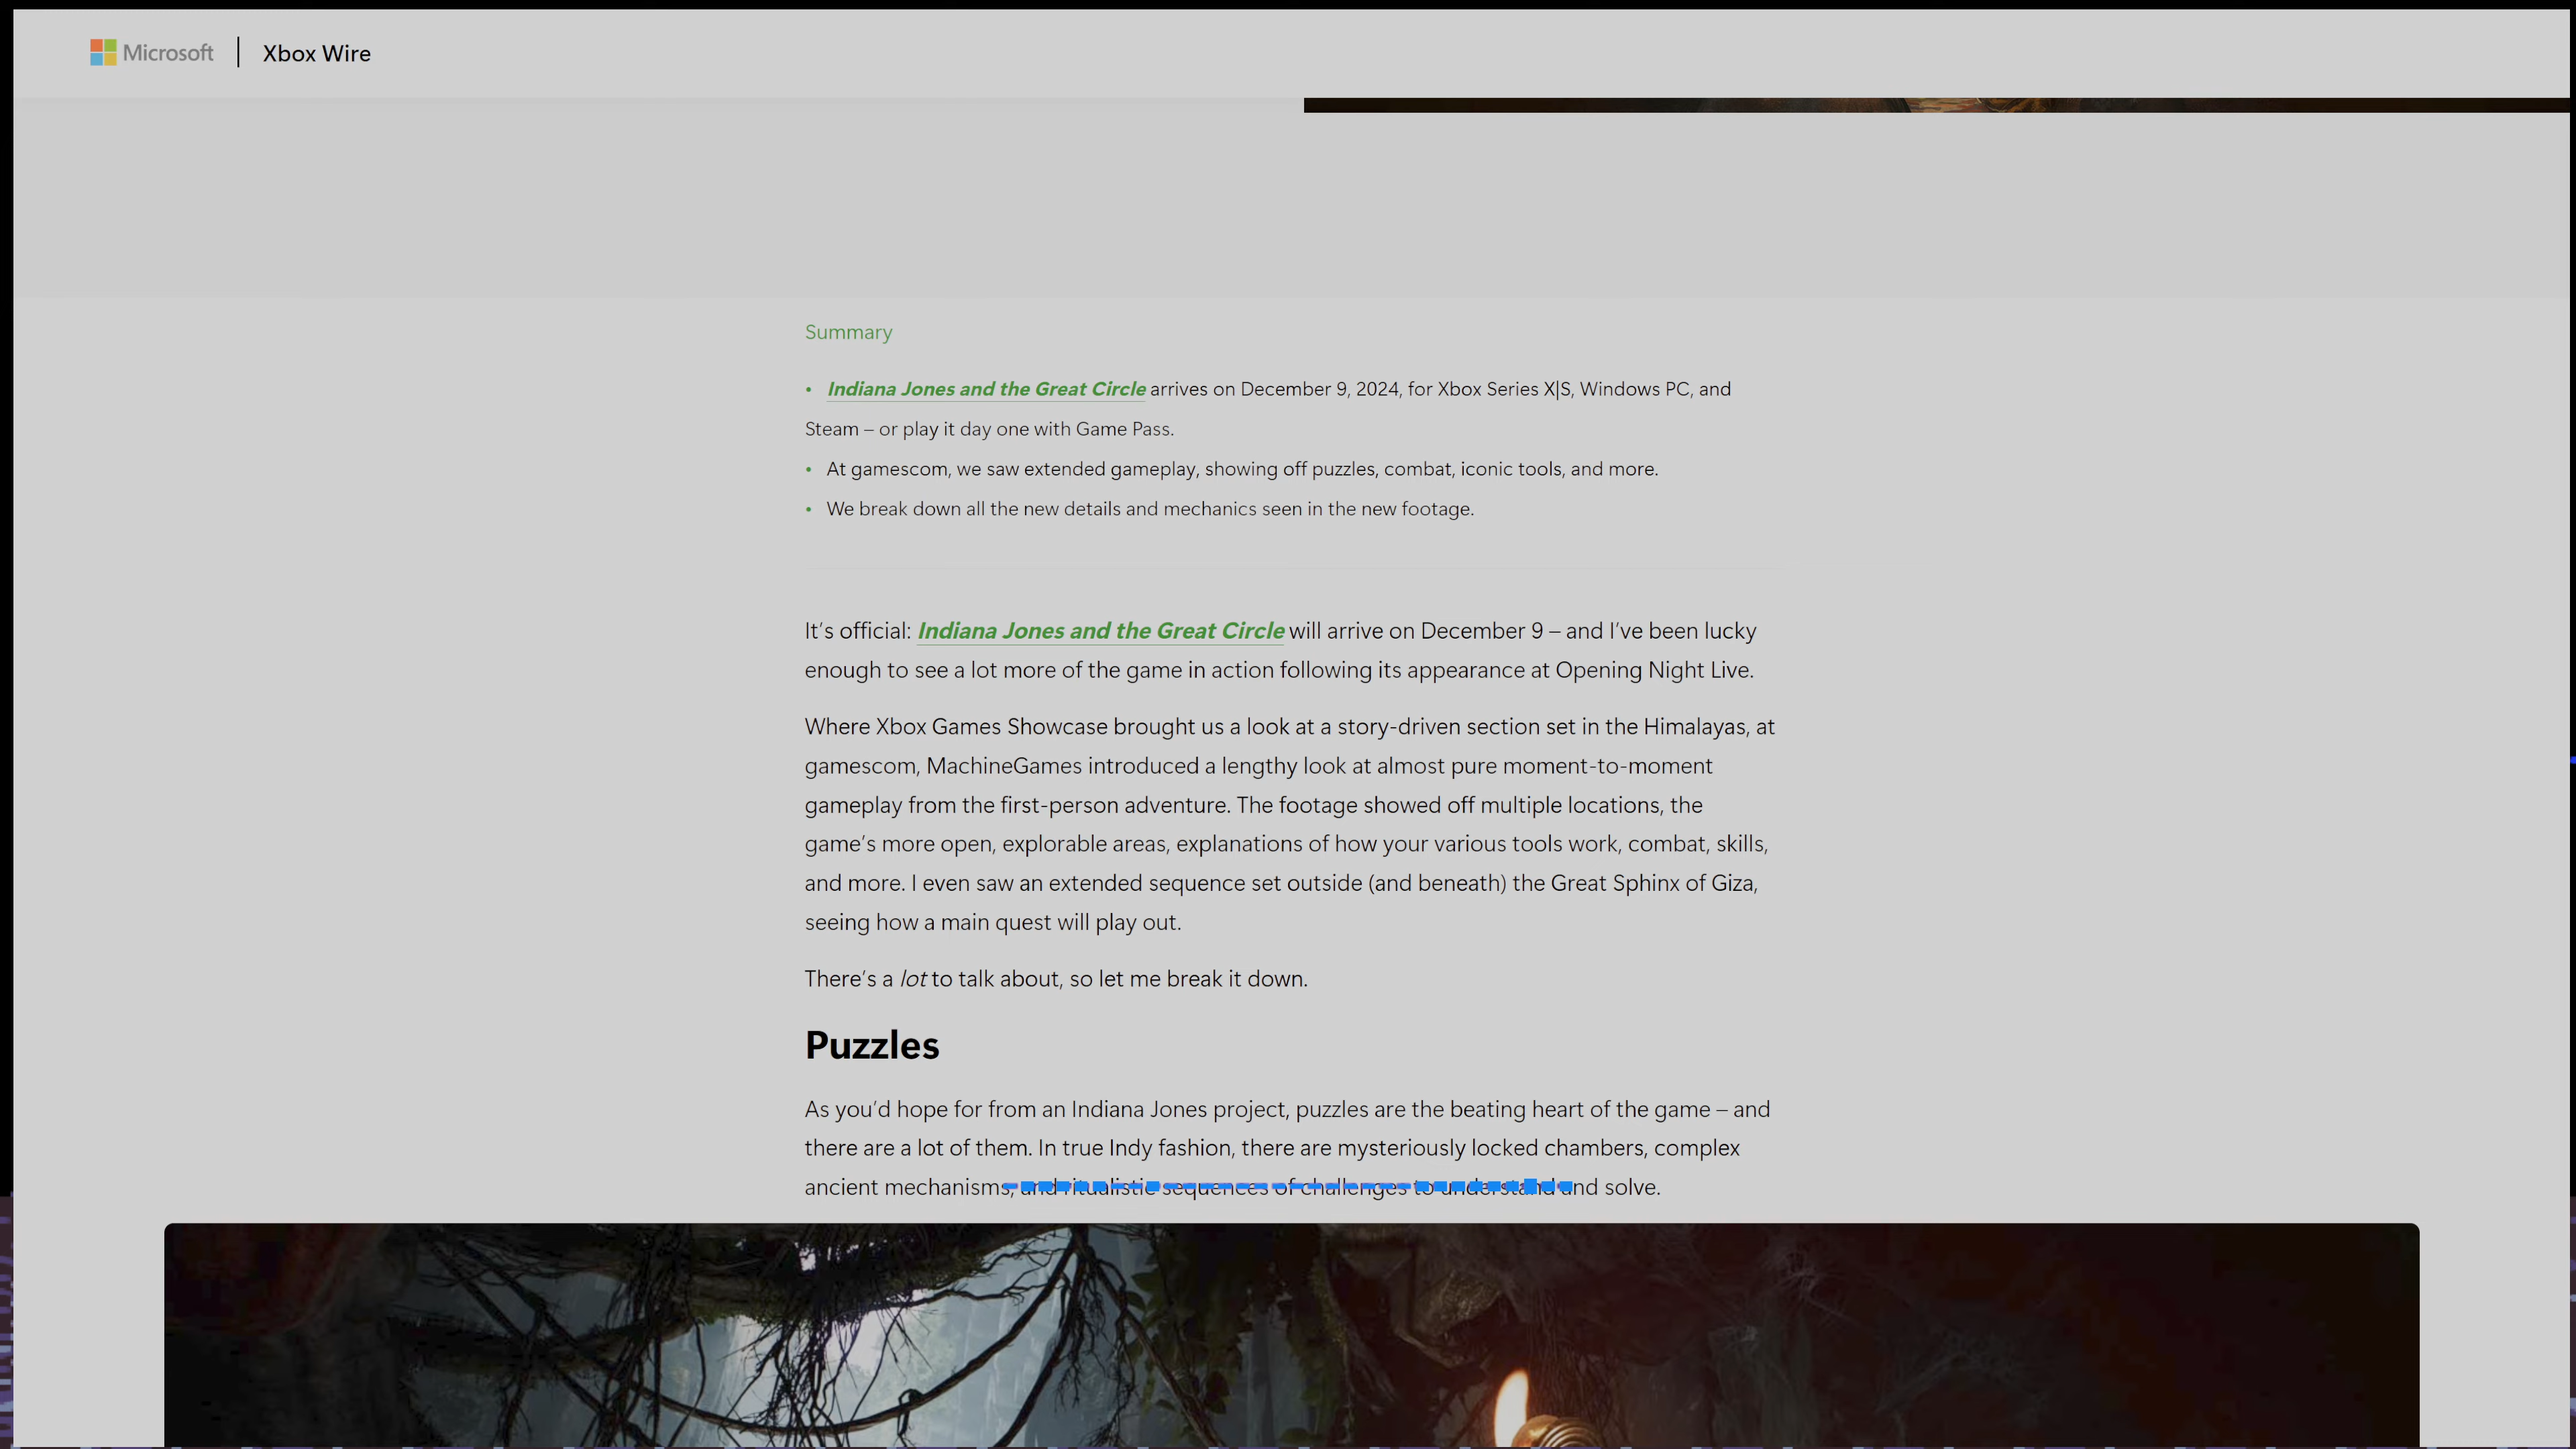 Microsoft | Xbox Wire
Summary
• Indiana Jones and the Great Circle arrives on December 9, 2024, for Xbox Series X|S, Windows PC, and
Steam – or play it day one with Game Pass.
• At gamescom, we saw extended gameplay, showing off puzzles, combat, iconic tools, and more.
• We break down all the new details and mechanics seen in the new footage.
It’s official: Indiana Jones and the Great Circle will arrive on December 9 – and I’ve been lucky
enough to see a lot more of the game in action following its appearance at Opening Night Live.
Where Xbox Games Showcase brought us a look at a story-driven section set in the Himalayas, at
gamescom, MachineGames introduced a lengthy look at almost pure moment-to-moment
gameplay from the first-person adventure. The footage showed off multiple locations, the
game’s more open, explorable areas, explanations of how your various tools work, combat, skills,
and more. I even saw an extended sequence set outside (and beneath) the Great Sphinx of Giza,
seeing how a main quest will play out.
There’s a lot to talk about, so let me break it down.
Puzzles
As you’d hope for from an Indiana Jones project, puzzles are the beating heart of the game – and
there are a lot of them. In true Indy fashion, there are mysteriously locked chambers, complex
ancient mechanisms, and ritualistic sequences of challenges to understand and solve.